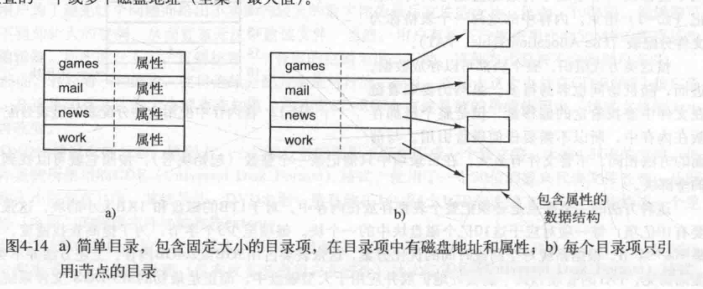 games 属性
mail 属性
news 属性
work 属性
a)
games
mail
news
work
b)
包含属性的
数据结构
图4-14 a) 简单目录，包含固定大小的目录项，在目录项中有磁盘地址和属性；b) 每个目录项只引
用i节点的目录